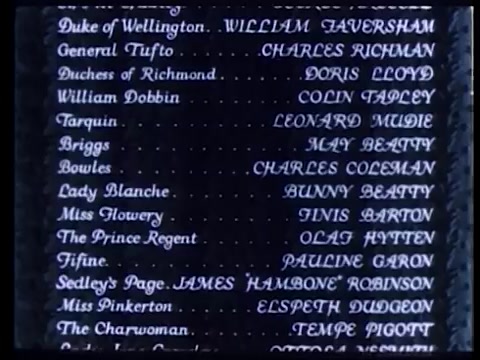 Duke of Wellington. . WILLIAM FAVERSHAM
General Tufto . . . . . . CHARLES RICHMAN
Duchess of Richmond . . . . . . DORIS LLOYD
William Dobbin . . . . . . . . COLIN TAPLEY
Tarquin . . . . . . . . . . LEONARD MUDIE
Briggs . . . . . . . . . . . . MAY BEATTY
Bowles . . . . . . . . . CHARLES COLEMAN
Lady Blanche . . . . . . . . BUNNY BEATTY
Miss Flowery . . . . . . . . . FINIS BARTON
The Prince Regent . . . . . . OLAF HYTTEN
Fifine. . . . . . . . . . . PAULINE GARON
Sedley's Page. JAMES "HAMBONE" ROBINSON
Miss Pinkerton . . . . . ELSPETH DUDGEON
The Charwoman. . . . . . . TEMPE PIGOTT